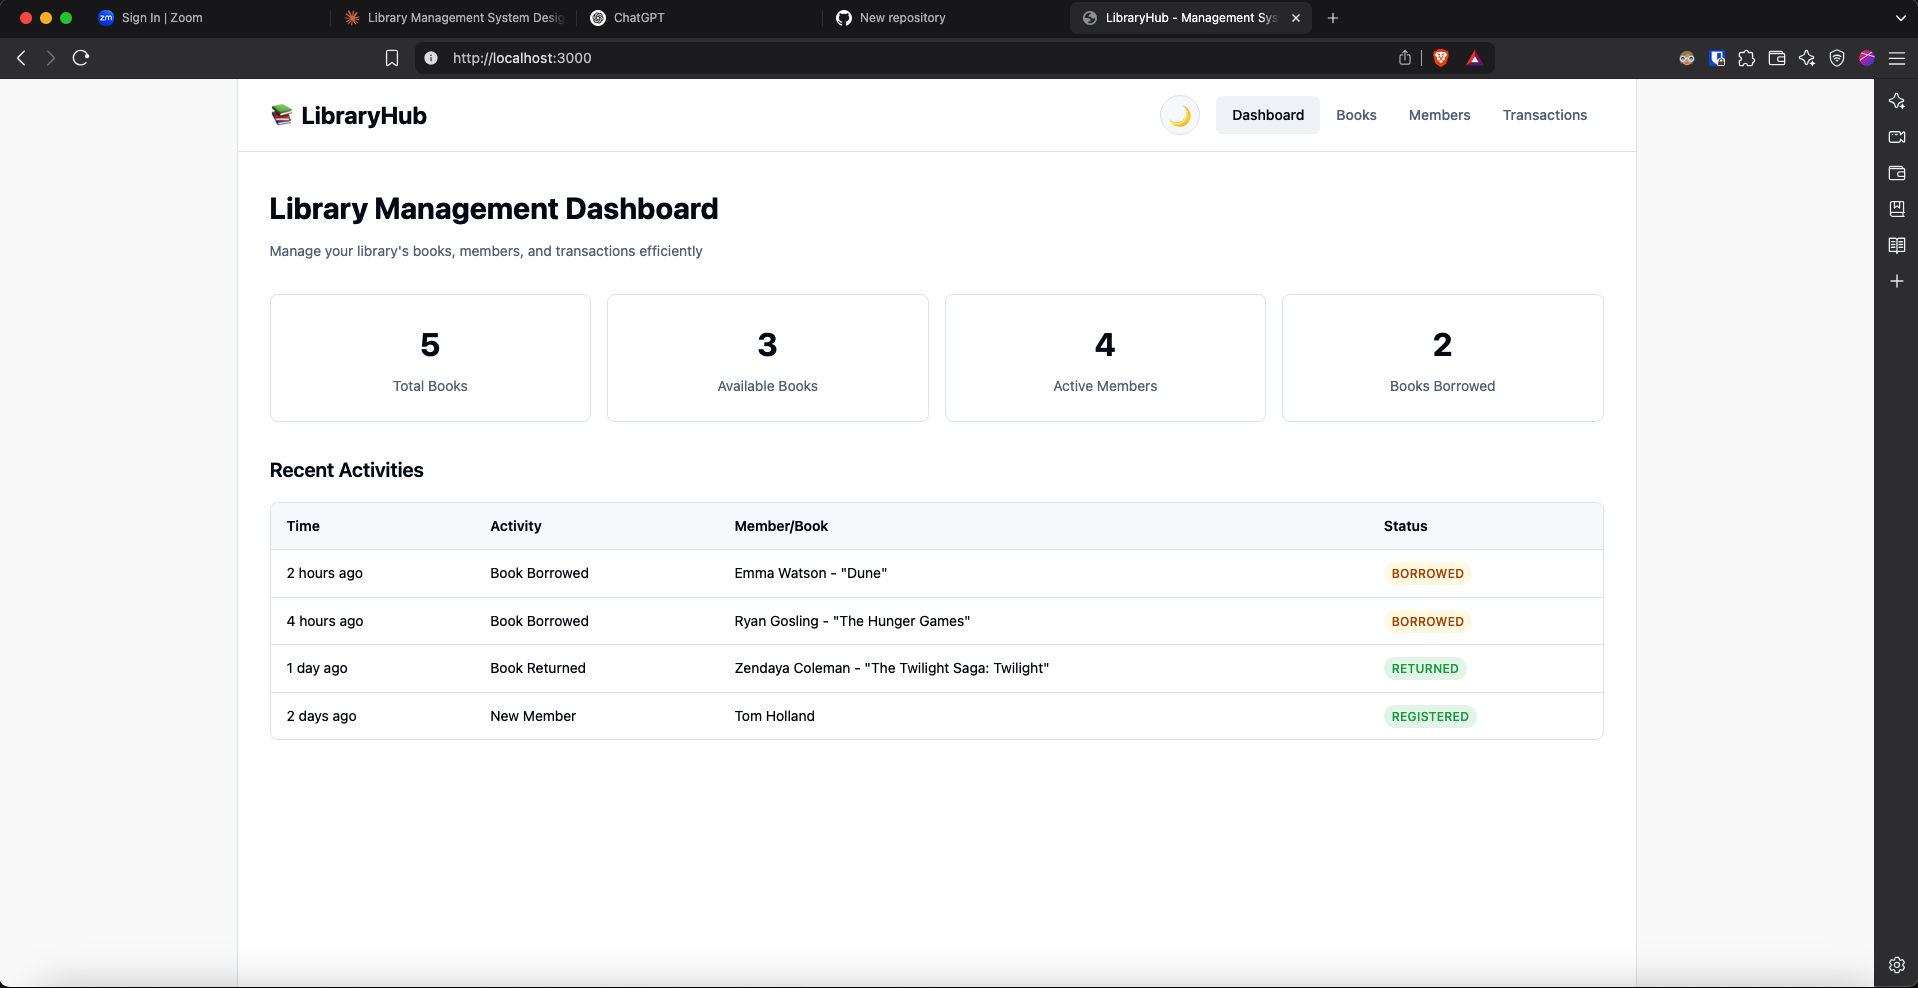 zm Sign In | Zoom
Library Management System Desig
ChatGPT
New repository
LibraryHub - Management Sys
http://localhost:3000
LibraryHub
Dashboard Books Members Transactions
Library Management Dashboard
Manage your library's books, members, and transactions efficiently
5 3 4 2
Total Books Available Books Active Members Books Borrowed
Recent Activities
Time Activity Member/Book Status
2 hours ago Book Borrowed Emma Watson - "Dune" BORROWED
4 hours ago Book Borrowed Ryan Gosling - "The Hunger Games" BORROWED
1 day ago Book Returned Zendaya Coleman - "The Twilight Saga: Twilight" RETURNED
2 days ago New Member Tom Holland REGISTERED